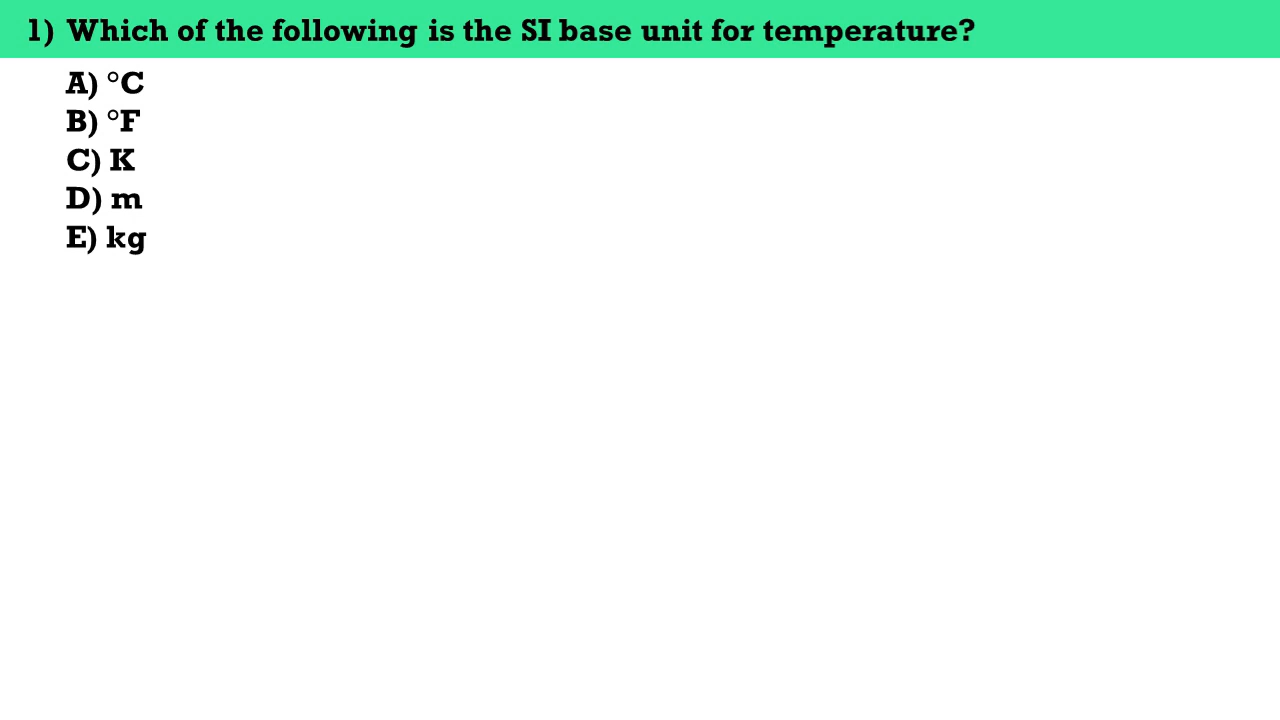 1) Which of the following is the SI base unit for temperature?
A) °C
B) °F
C) K
D) m
E) kg